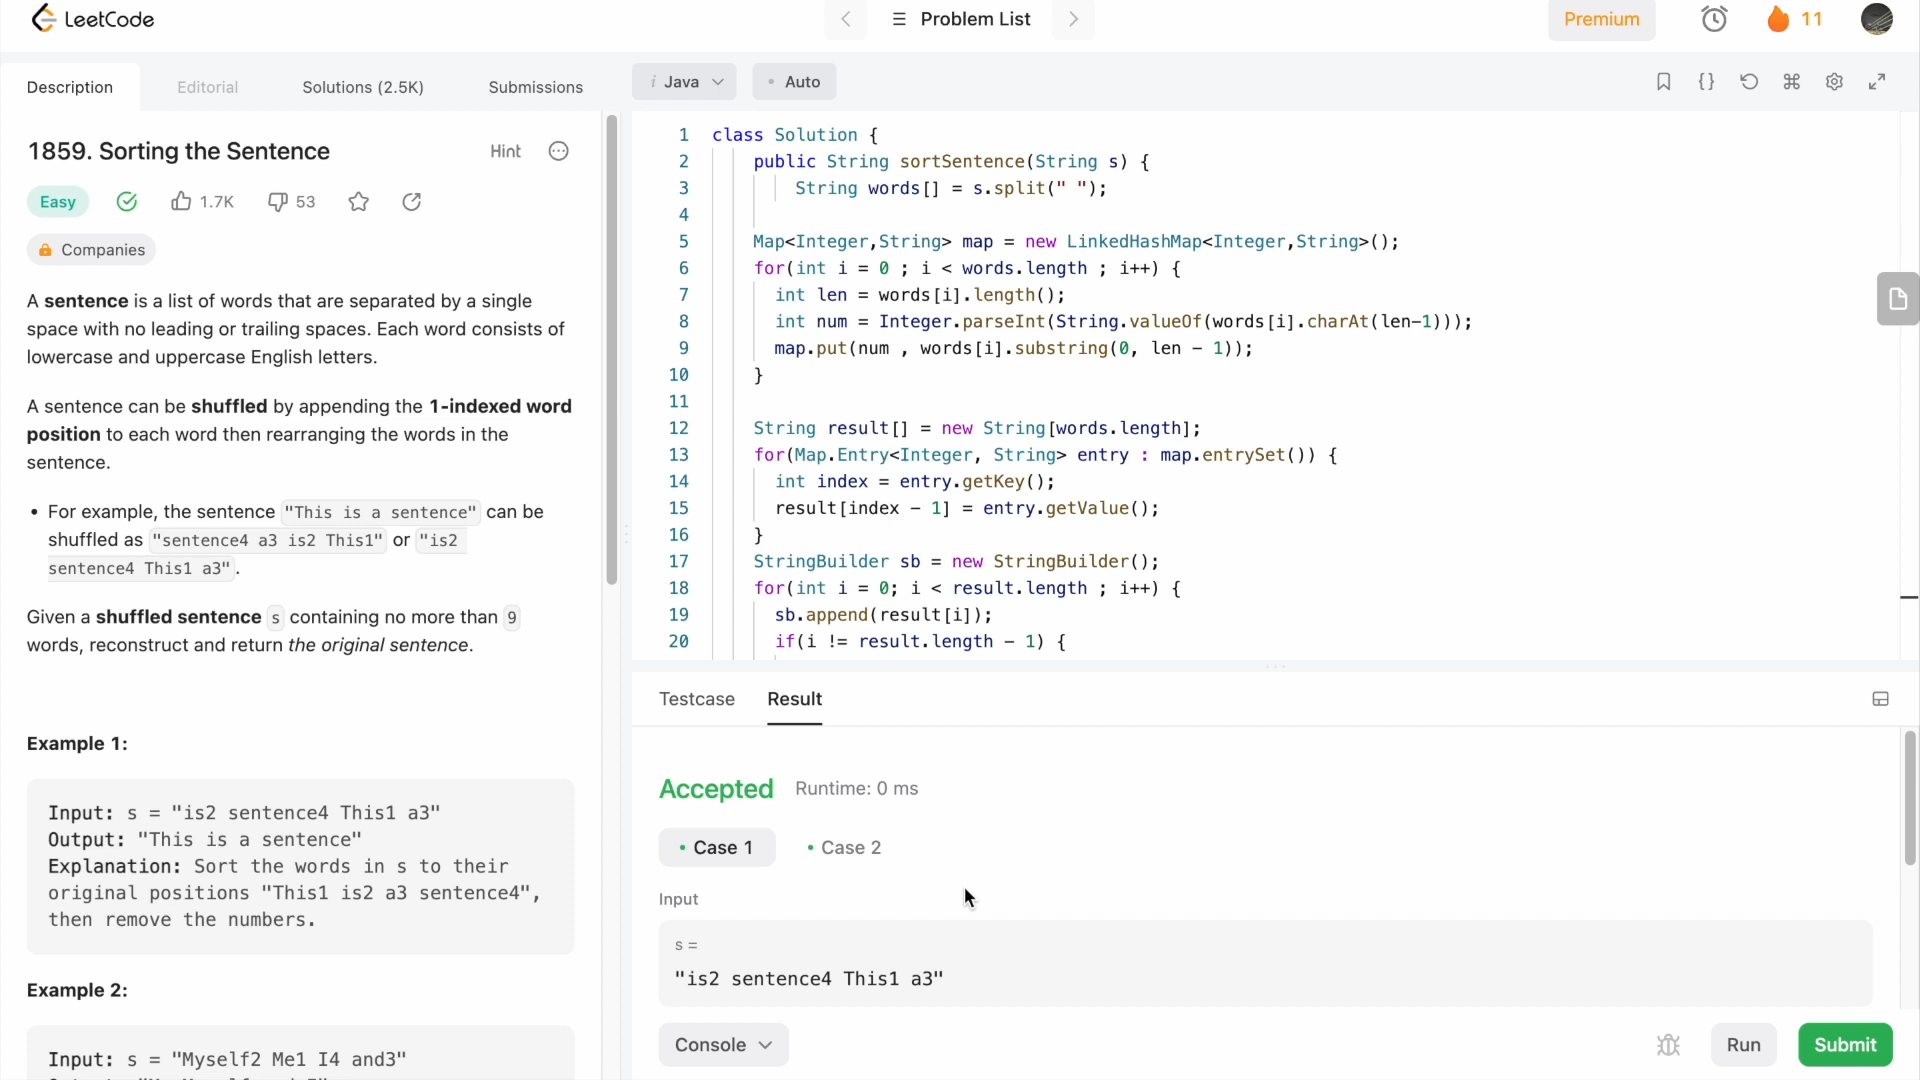 LeetCode
Problem List
Premium
11
Description
Editorial
Solutions (2.5K)
Submissions
1859. Sorting the Sentence
Hint
Easy
1.7K
53
Companies
A sentence is a list of words that are separated by a single
space with no leading or trailing spaces. Each word consists of
lowercase and uppercase English letters.
A sentence can be shuffled by appending the 1-indexed word
position to each word then rearranging the words in the
sentence.
• For example, the sentence "This is a sentence" can be
shuffled as "sentence4 a3 is2 This1" or "is2
sentence4 This1 a3".
Given a shuffled sentence s containing no more than 9
words, reconstruct and return the original sentence.
Example 1:
Input: s = "is2 sentence4 This1 a3"
Output: "This is a sentence"
Explanation: Sort the words in s to their
original positions "This1 is2 a3 sentence4",
then remove the numbers.
Example 2:
Input: s = "Myself2 Me1 I4 and3"
i Java
• Auto
1 class Solution {
2 public String sortSentence(String s) {
3 String words[] = s.split(" ");
4
5 Map<Integer,String> map = new LinkedHashMap<Integer,String>();
6 for(int i = 0 ; i < words.length ; i++) {
7 int len = words[i].length();
8 int num = Integer.parseInt(String.valueOf(words[i].charAt(len-1)));
9 map.put(num , words[i].substring(0, len - 1));
10 }
11
12 String result[] = new String[words.length];
13 for(Map.Entry<Integer, String> entry : map.entrySet()) {
14 int index = entry.getKey();
15 result[index - 1] = entry.getValue();
16 }
17 StringBuilder sb = new StringBuilder();
18 for(int i = 0; i < result.length ; i++) {
19 sb.append(result[i]);
20 if(i != result.length - 1) {
Testcase
Result
Accepted
Runtime: 0 ms
• Case 1
• Case 2
Input
s =
"is2 sentence4 This1 a3"
Console
Run
Submit